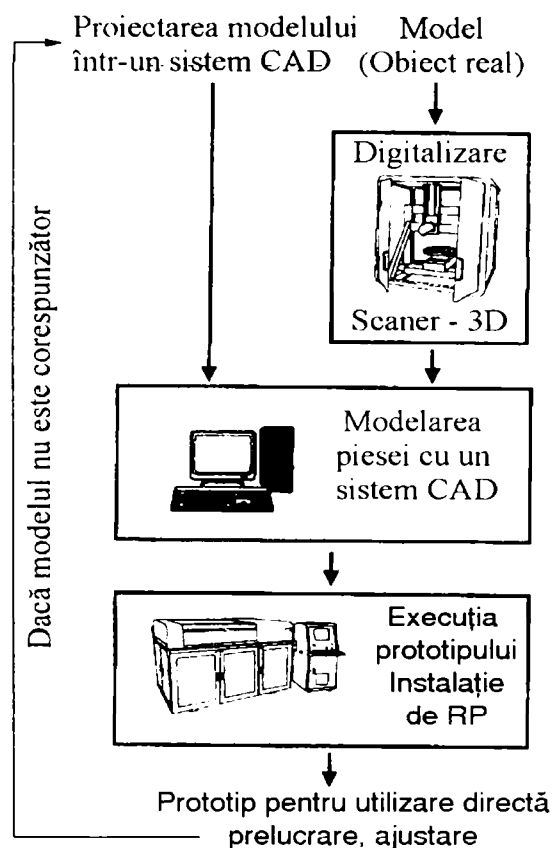 Proiectarea modelului
într-un sistem CAD
Model
(Obiect real)
Digitalizare
Scaner - 3D
Modelarea
piesei cu un
sistem CAD
Execuția
prototipului
Instalație
de RP
Prototip pentru utilizare directă
prelucrare, ajustare
Dacă modelul nu este corespunzător